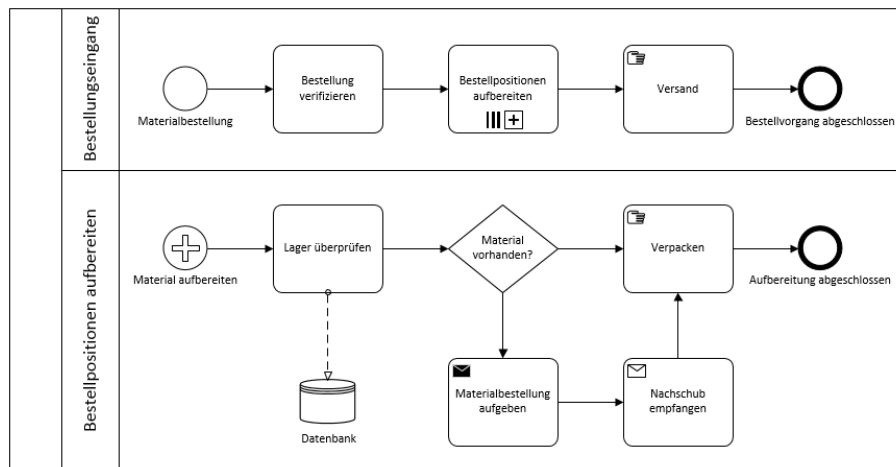 Bestellungseingang
Materialbestellung
Bestellung
verifizieren
Bestellpositionen
aufbereiten
Versand
Bestellvorgang abgeschlossen
Bestellpositionen aufbereiten
Material aufbereiten
Lager überprüfen
Datenbank
Material
vorhanden?
Materialbestellung
aufgeben
Nachschub
empfangen
Verpacken
Aufbereitung abgeschlossen